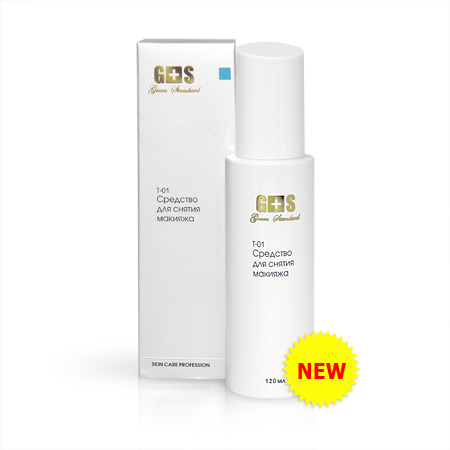 G+S
Green Standard
T-01
Средство
для снятия
макияжа
SKIN CARE PROFESSION
G+S
Green Standard
T-01
Средство
для снятия
макияжа
120 мл
NEW